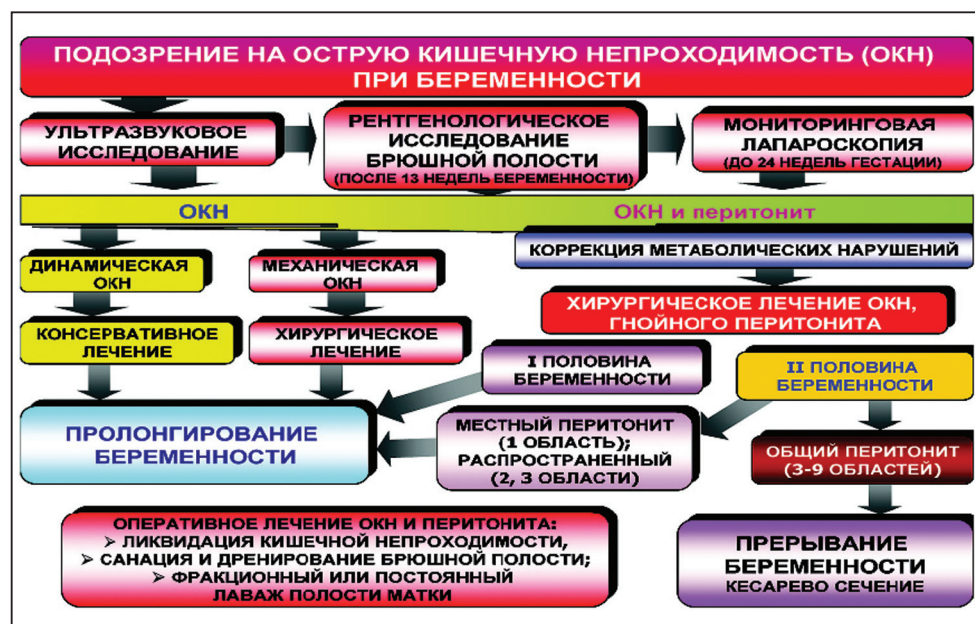 ПОДОЗРЕНИЕ НА ОСТРУЮ КИШЕЧНУЮ НЕПРОХОДИМОСТЬ (ОКН)
ПРИ БЕРЕМЕННОСТИ
УЛЬТРАЗВУКОВОЕ
ИССЛЕДОВАНИЕ
РЕНТГЕНОЛОГИЧЕСКОЕ
ИССЛЕДОВАНИЕ
БРЮШНОЙ ПОЛОСТИ
(ПОСЛЕ 13 НЕДЕЛЬ БЕРЕМЕННОСТИ)
МОНИТОРИНГОВАЯ
ЛАПАРОСКОПИЯ
(ДО 24 НЕДЕЛЬ ГЕСТАЦИИ)
ОКН
ОКН и перитонит
ДИНАМИЧЕСКАЯ
ОКН
МЕХАНИЧЕСКАЯ
ОКН
КОРРЕКЦИЯ МЕТАБОЛИЧЕСКИХ НАРУШЕНИЙ
КОНСЕРВАТИВНОЕ
ЛЕЧЕНИЕ
ХИРУРГИЧЕСКОЕ
ЛЕЧЕНИЕ
ХИРУРГИЧЕСКОЕ ЛЕЧЕНИЕ ОКН,
ГНОЙНОГО ПЕРИТОНИТА
I ПОЛОВИНА
БЕРЕМЕННОСТИ
II ПОЛОВИНА
БЕРЕМЕННОСТИ
ПРОЛОНГИРОВАНИЕ
БЕРЕМЕННОСТИ
МЕСТНЫЙ ПЕРИТОНИТ
(1 ОБЛАСТЬ);
РАСПРОСТРАНЕННЫЙ
(2, 3 ОБЛАСТИ)
ОБЩИЙ ПЕРИТОНИТ
(3-9 ОБЛАСТЕЙ)
ОПЕРАТИВНОЕ ЛЕЧЕНИЕ ОКН И ПЕРИТОНИТА:
➢ ЛИКВИДАЦИЯ КИШЕЧНОЙ НЕПРОХОДИМОСТИ,
➢ САНАЦИЯ И ДРЕНИРОВАНИЕ БРЮШНОЙ ПОЛОСТИ;
➢ ФРАКЦИОННЫЙ ИЛИ ПОСТОЯННЫЙ
ЛАВАЖ ПОЛОСТИ МАТКИ
ПРЕРЫВАНИЕ
БЕРЕМЕННОСТИ
КЕСАРЕВО СЕЧЕНИЕ